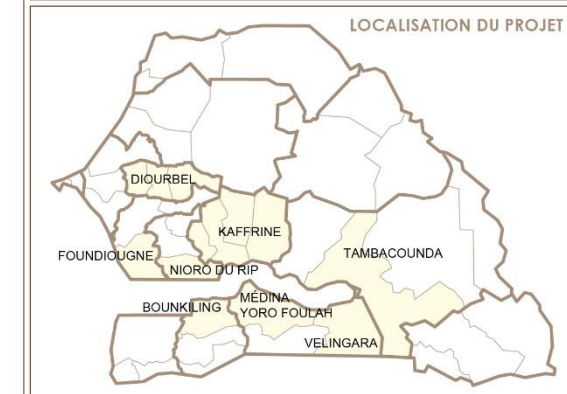 LOCALISATION DU PROJET
DIOURBEL
KAFFRINE
FOUNDIOUGNE
NIORO DU RIP
TAMBACOUNDA
BOUNKILING
MÉDINA
YORO FOULAH
VELINGARA